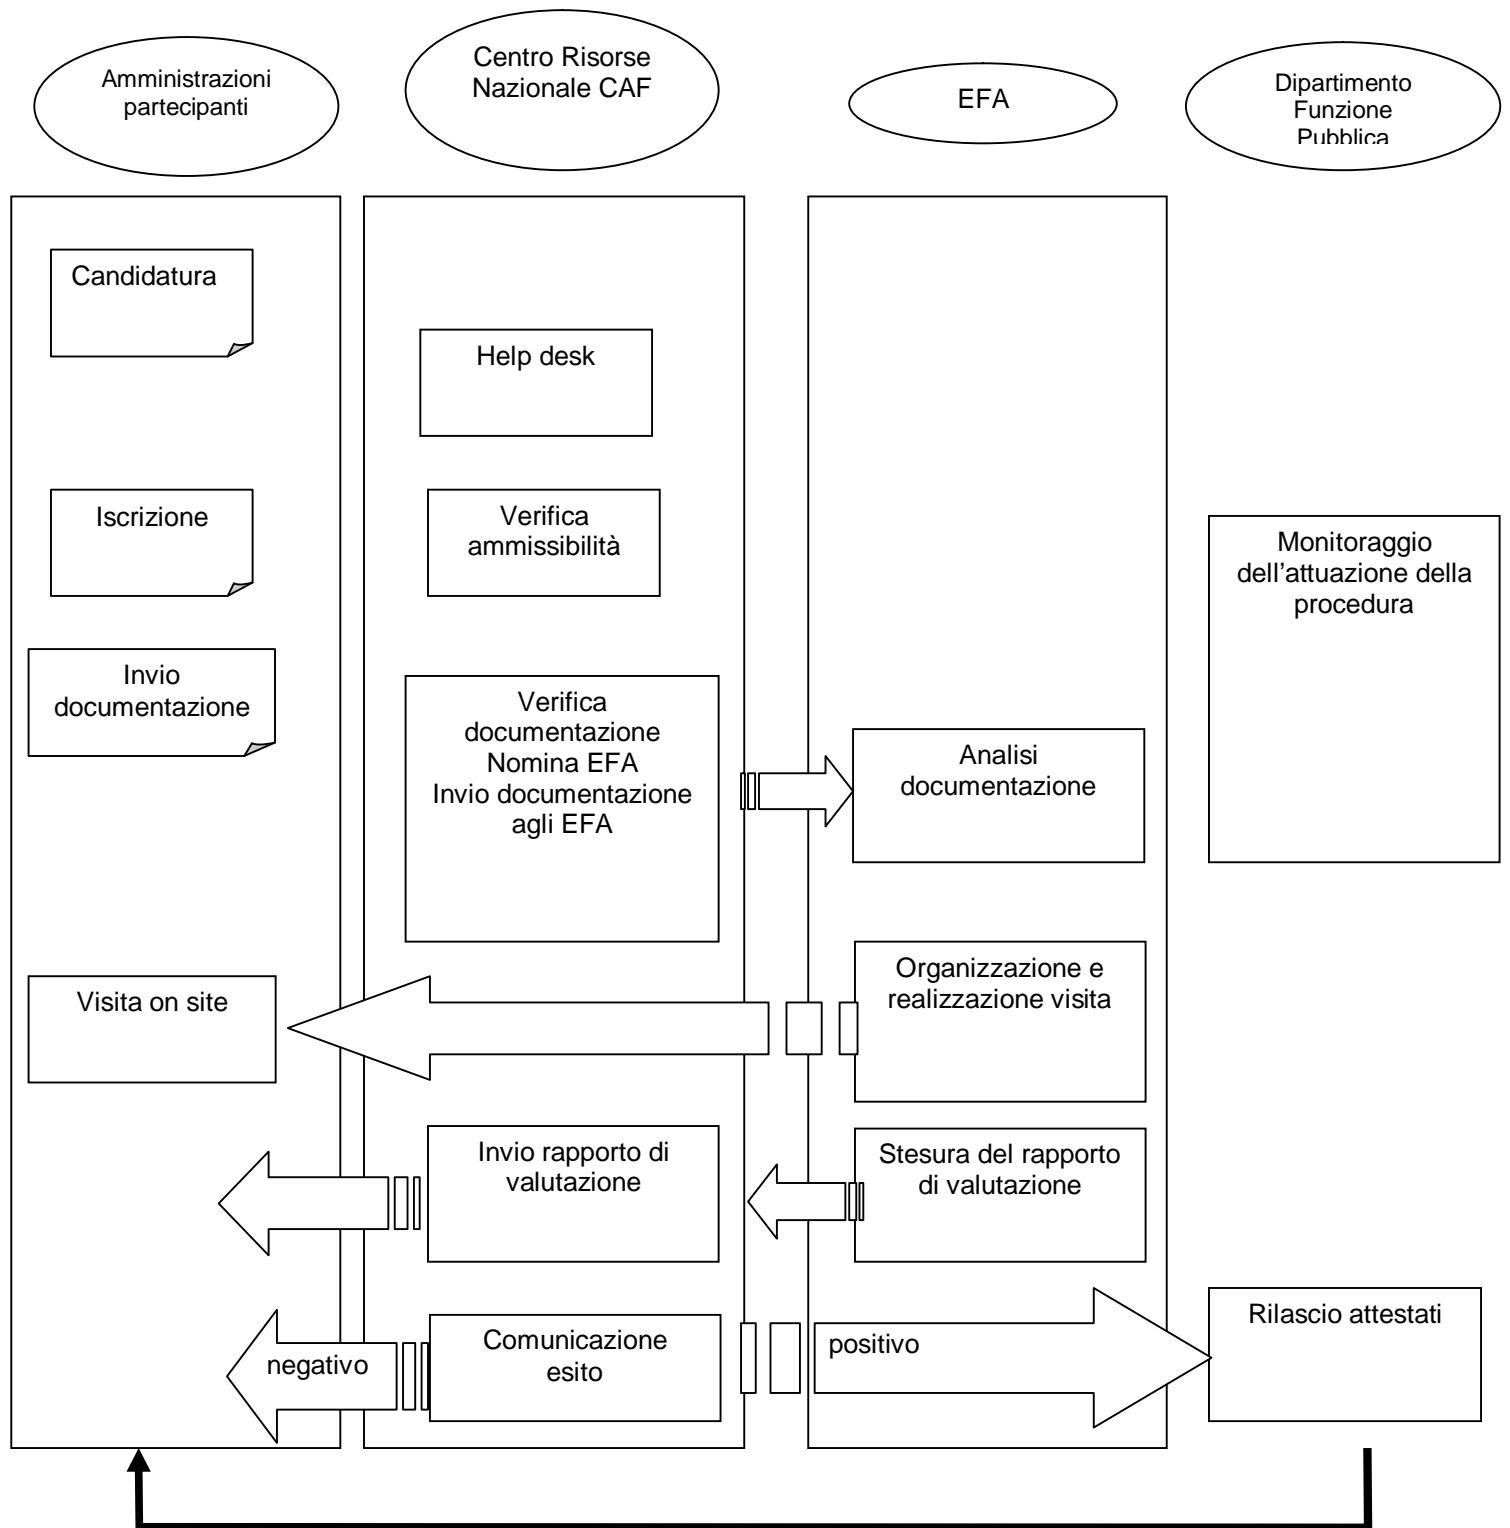 Amministrazioni
partecipanti
Centro Risorse
Nazionale CAF
EFA
Dipartimento
Funzione
Pubblica
Candidatura
Help desk
Iscrizione
Verifica
ammissibilità
Monitoraggio
dell’attuazione della
procedura
Invio
documentazione
Verifica
documentazione
Nomina EFA
Invio documentazione
agli EFA
Analisi
documentazione
Visita on site
Organizzazione e
realizzazione visita
Invio rapporto di
valutazione
Stesura del rapporto
di valutazione
negativo
Comunicazione
esito
positivo
Rilascio attestati